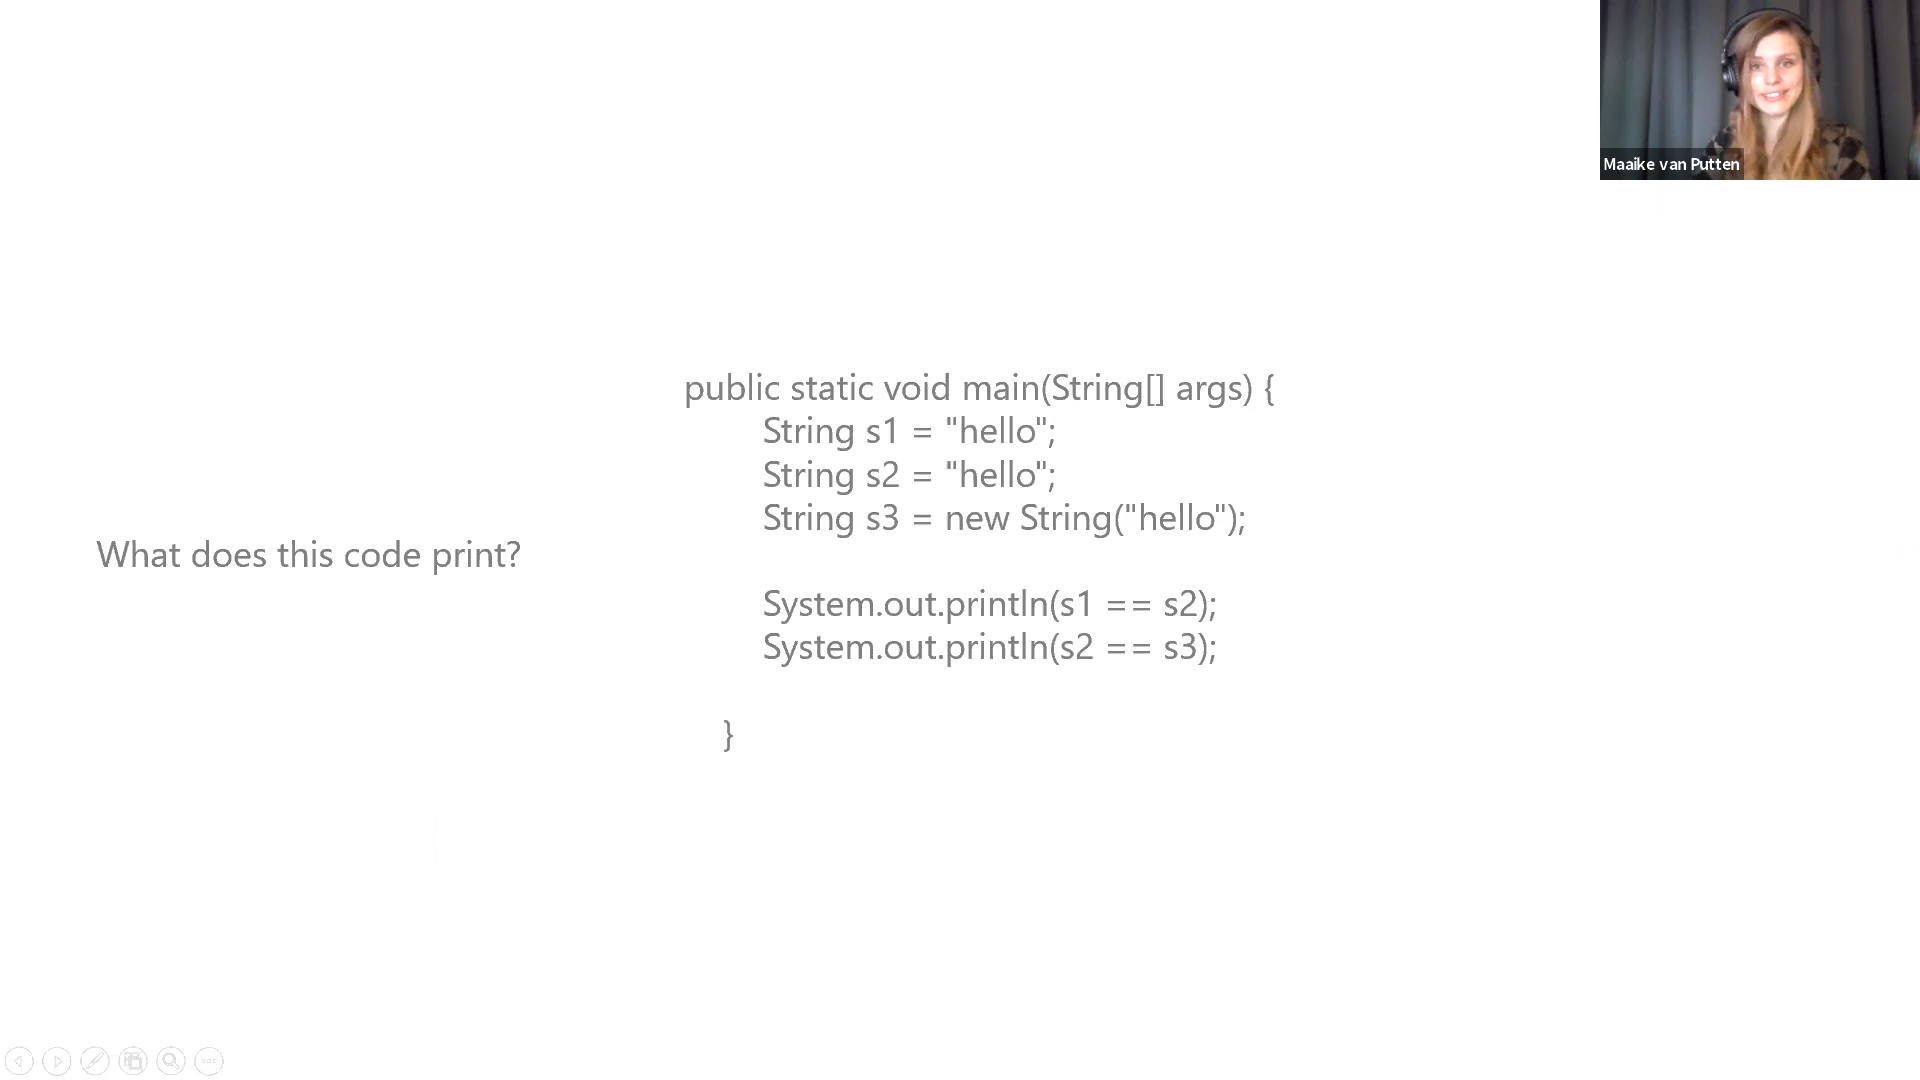 Maaike van Putten
What does this code print?
public static void main(String[] args) {
String s1 = "hello";
String s2 = "hello";
String s3 = new String("hello");
System.out.println(s1 == s2);
System.out.println(s2 == s3);
}